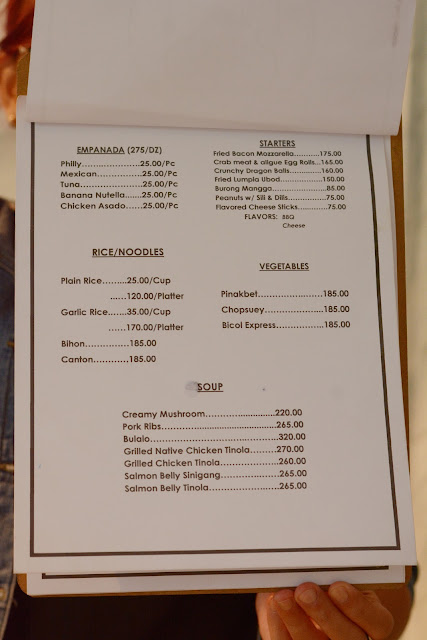 EMPANADA (275/DZ)
Philly.....................25.00/Pc
Mexican................25.00/Pc
Tuna......................25.00/Pc
Banana Nutella......25.00/Pc
Chicken Asado......25.00/Pc
STARTERS
Fried Bacon Mozzarella............175.00
Crab meat & aligue Egg Rolls...165.00
Crunchy Dragon Balls.............160.00
Fried Lumpia Ubod.................150.00
Burong Mangga......................85.00
Peanuts w/ Sili & Dilis................75.00
Flavored Cheese Sticks............75.00
FLAVORS: BBQ
Cheese
RICE/NOODLES
Plain Rice.........25.00/Cup
......120.00/Platter
Garlic Rice.......35.00/Cup
......170.00/Platter
Bihon...............185.00
Canton............185.00
VEGETABLES
Pinakbet......................185.00
Chopsuey....................185.00
Bicol Express................185.00
SOUP
Creamy Mushroom........................220.00
Pork Ribs.......................................265.00
Bulalo...........................................320.00
Grilled Native Chicken Tinola.........270.00
Grilled Chicken Tinola....................260.00
Salmon Belly Sinigang....................265.00
Salmon Belly Tinola........................265.00